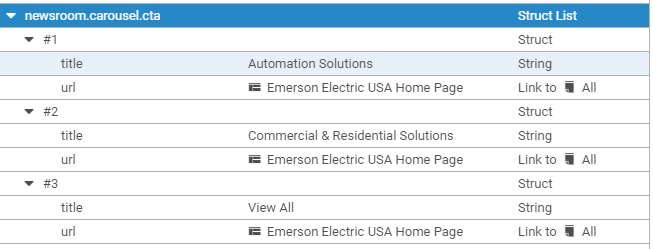 newsroom.carousel.cta Struct List
#1 Struct
title Automation Solutions String
url Emerson Electric USA Home Page Link to All
#2 Struct
title Commercial & Residential Solutions String
url Emerson Electric USA Home Page Link to All
#3 Struct
title View All String
url Emerson Electric USA Home Page Link to All